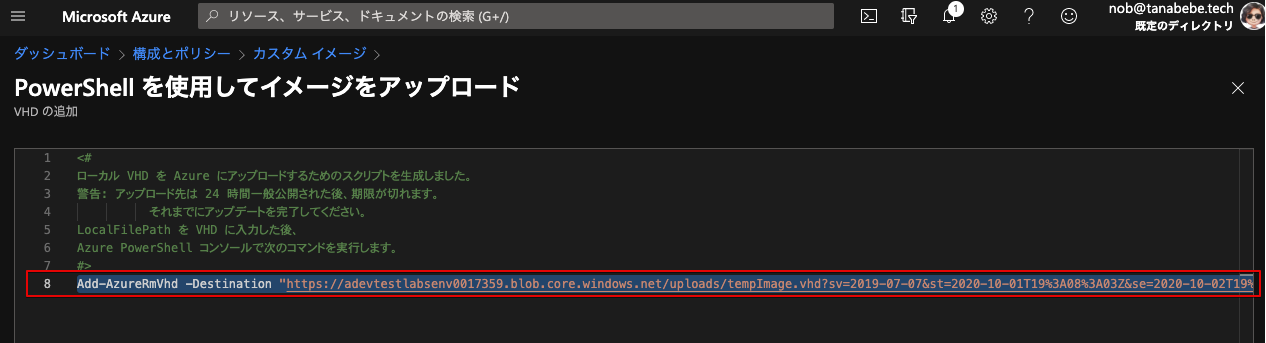 Microsoft Azure
リソース、サービス、ドキュメントの検索 (G+/)
1
nob@tanabebe.tech
既定のディレクトリ
ダッシュボード > 構成とポリシー > カスタム イメージ >
PowerShell を使用してイメージをアップロード
VHD の追加
1 <#
2 ローカル VHD を Azure にアップロードするためのスクリプトを生成しました。
3 警告: アップロード先は 24 時間一般公開された後、期限が切れます。
4 それまでにアップデートを完了してください。
5 LocalFilePath を VHD に入力した後、
6 Azure PowerShell コンソールで次のコマンドを実行します。
7 #>
8 Add-AzureRmVhd -Destination "https://adevtestlabsenv0017359.blob.core.windows.net/uploads/tempImage.vhd?sv=2019-07-07&st=2020-10-01T19%3A08%3A03Z&se=2020-10-02T19%